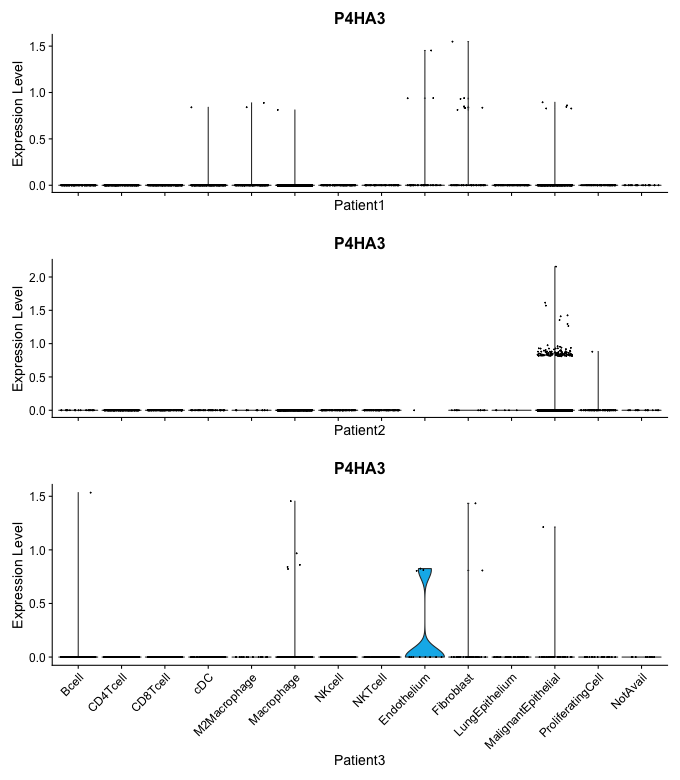 P4HA3
Expression Level
1.5
1.0
0.5
0.0
Patient1
P4HA3
Expression Level
2.0
1.5
1.0
0.5
0.0
Patient2
P4HA3
Expression Level
1.5
1.0
0.5
0.0
Bcell
CD4Tcell
CD8Tcell
cDC
M2Macrophage
Macrophage
NKcell
NKTcell
Endothelium
Fibroblast
LungEpithelium
MalignantEpithelial
ProliferatingCell
NotAvail
Patient3